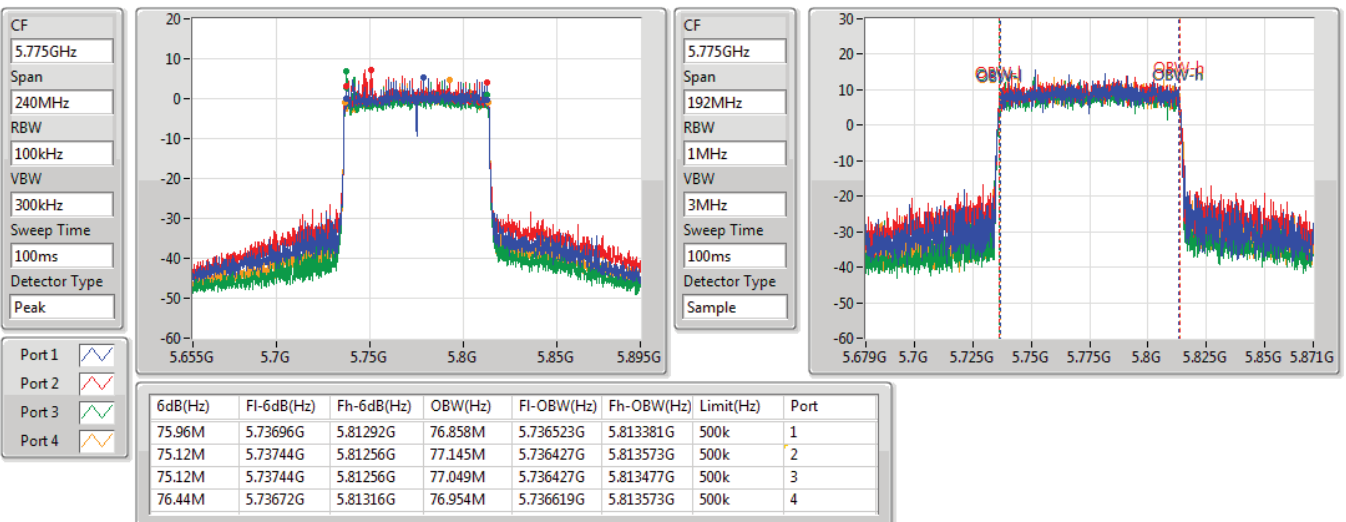 CF
5.775GHz
Span
240MHz
RBW
100kHz
VBW
300kHz
Sweep Time
100ms
Detector Type
Peak
20
10
0
-10
-20
-30
-40
-50
-60
5.655G 5.7G 5.75G 5.8G 5.85G 5.895G
CF
5.775GHz
Span
192MHz
RBW
1MHz
VBW
3MHz
Sweep Time
100ms
Detector Type
Sample
30
20
10
0
-10
-20
-30
-40
-50
-60
OBW-l OBW-h
5.679G 5.7G 5.725G 5.75G 5.775G 5.8G 5.825G 5.85G 5.871G
Port 1
Port 2
Port 3
Port 4
6dB(Hz) Fl-6dB(Hz) Fh-6dB(Hz) OBW(Hz) Fl-OBW(Hz) Fh-OBW(Hz) Limit(Hz) Port
75.96M 5.73696G 5.81292G 76.858M 5.736523G 5.813381G 500k 1
75.12M 5.73744G 5.81256G 77.145M 5.736427G 5.813573G 500k 2
75.12M 5.73744G 5.81256G 77.049M 5.736427G 5.813477G 500k 3
76.44M 5.73672G 5.81316G 76.954M 5.736619G 5.813573G 500k 4